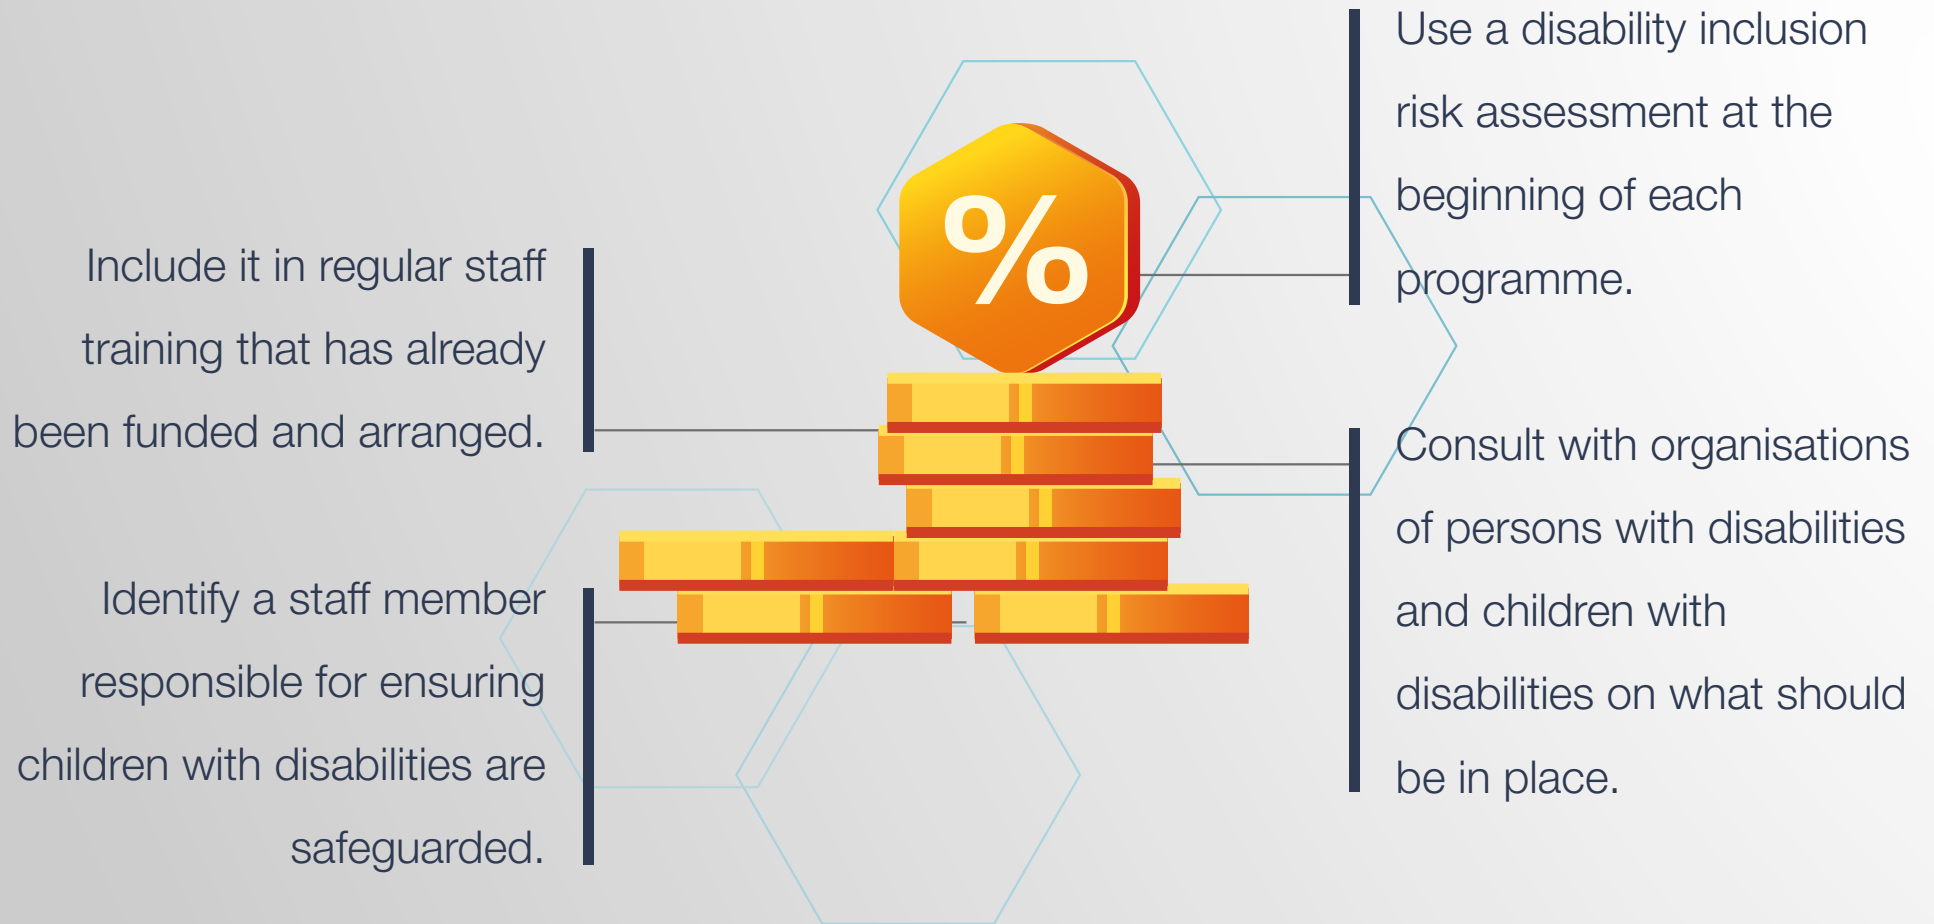 Include it in regular staff
training that has already
been funded and arranged.
Identify a staff member
responsible for ensuring
children with disabilities are
safeguarded.
%
Use a disability inclusion
risk assessment at the
beginning of each
programme.
Consult with organisations
of persons with disabilities
and children with
disabilities on what should
be in place.